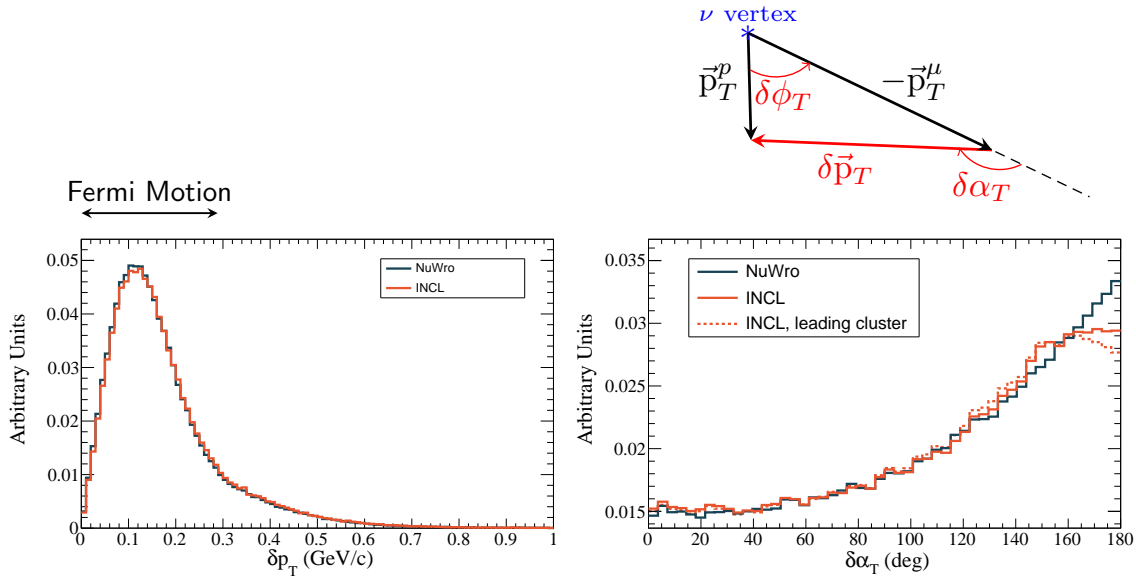 ν vertex
p⃗ᵖ_T
δϕ_T
−p⃗^μ_T
δp⃗_T
δα_T
Fermi Motion
0.05
0.04
0.03
0.02
0.01
0
Arbitrary Units
NuWro
INCL
0 0.1 0.2 0.3 0.4 0.5 0.6 0.7 0.8 0.9 1
δp_T (GeV/c)
0.035
0.03
0.025
0.02
0.015
Arbitrary Units
NuWro
INCL
INCL, leading cluster
0 20 40 60 80 100 120 140 160 180
δα_T (deg)